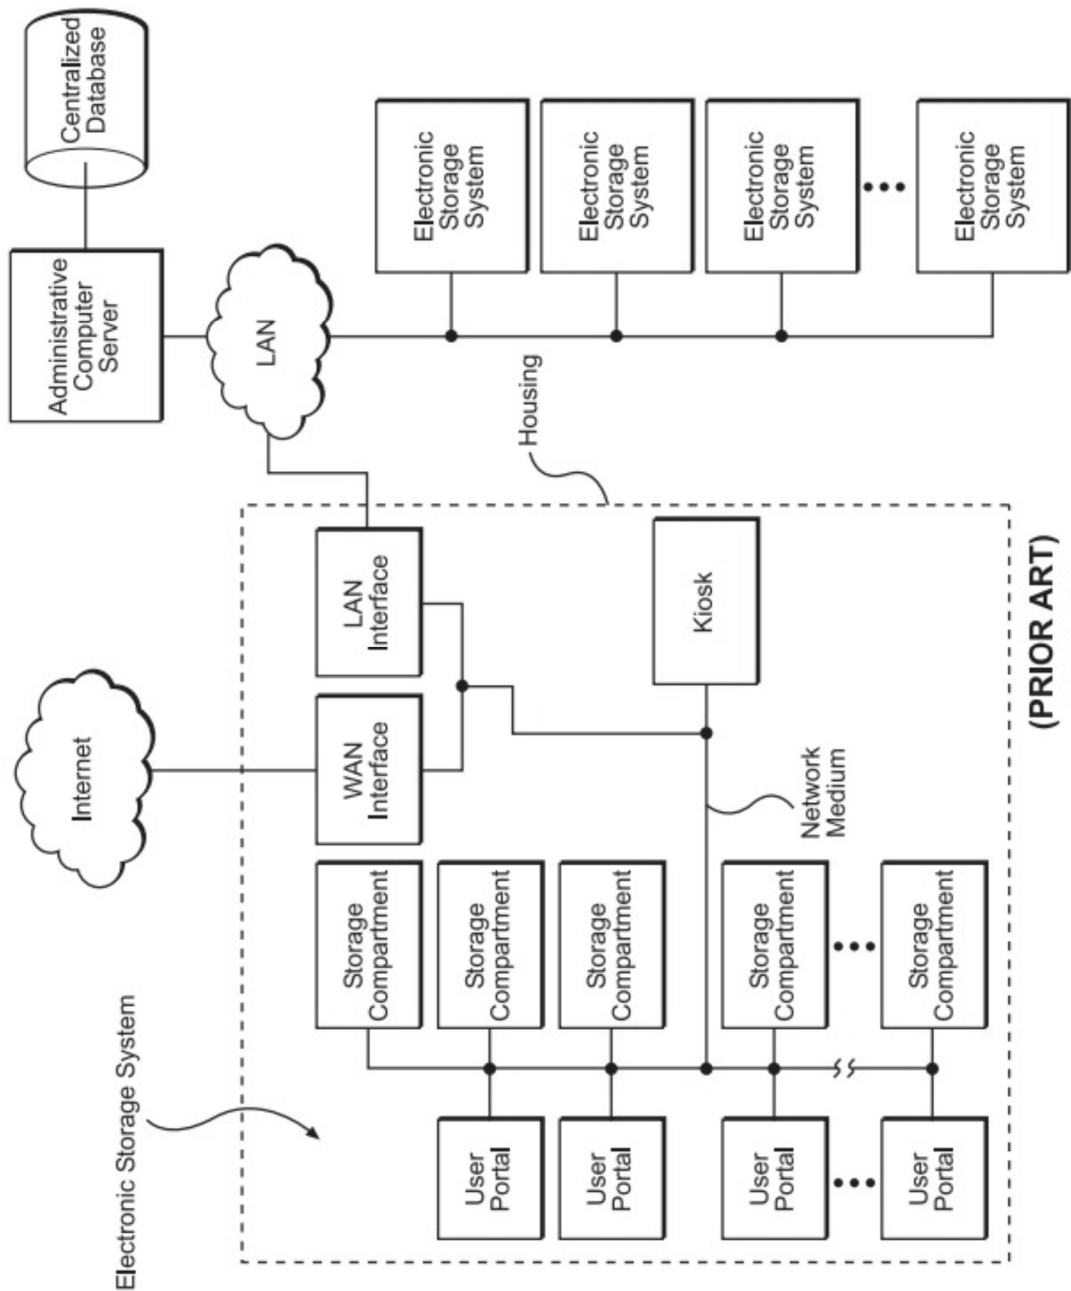 Electronic Storage System
Internet
Administrative
Computer
Server
Centralized
Database
LAN
Storage
Compartment
WAN
Interface
LAN
Interface
Electronic
Storage
System
User
Portal
Storage
Compartment
Housing
User
Portal
Storage
Compartment
Electronic
Storage
System
Kiosk
User
Portal
Storage
Compartment
Network
Medium
Electronic
Storage
System
User
Portal
Storage
Compartment
Electronic
Storage
System
(PRIOR ART)